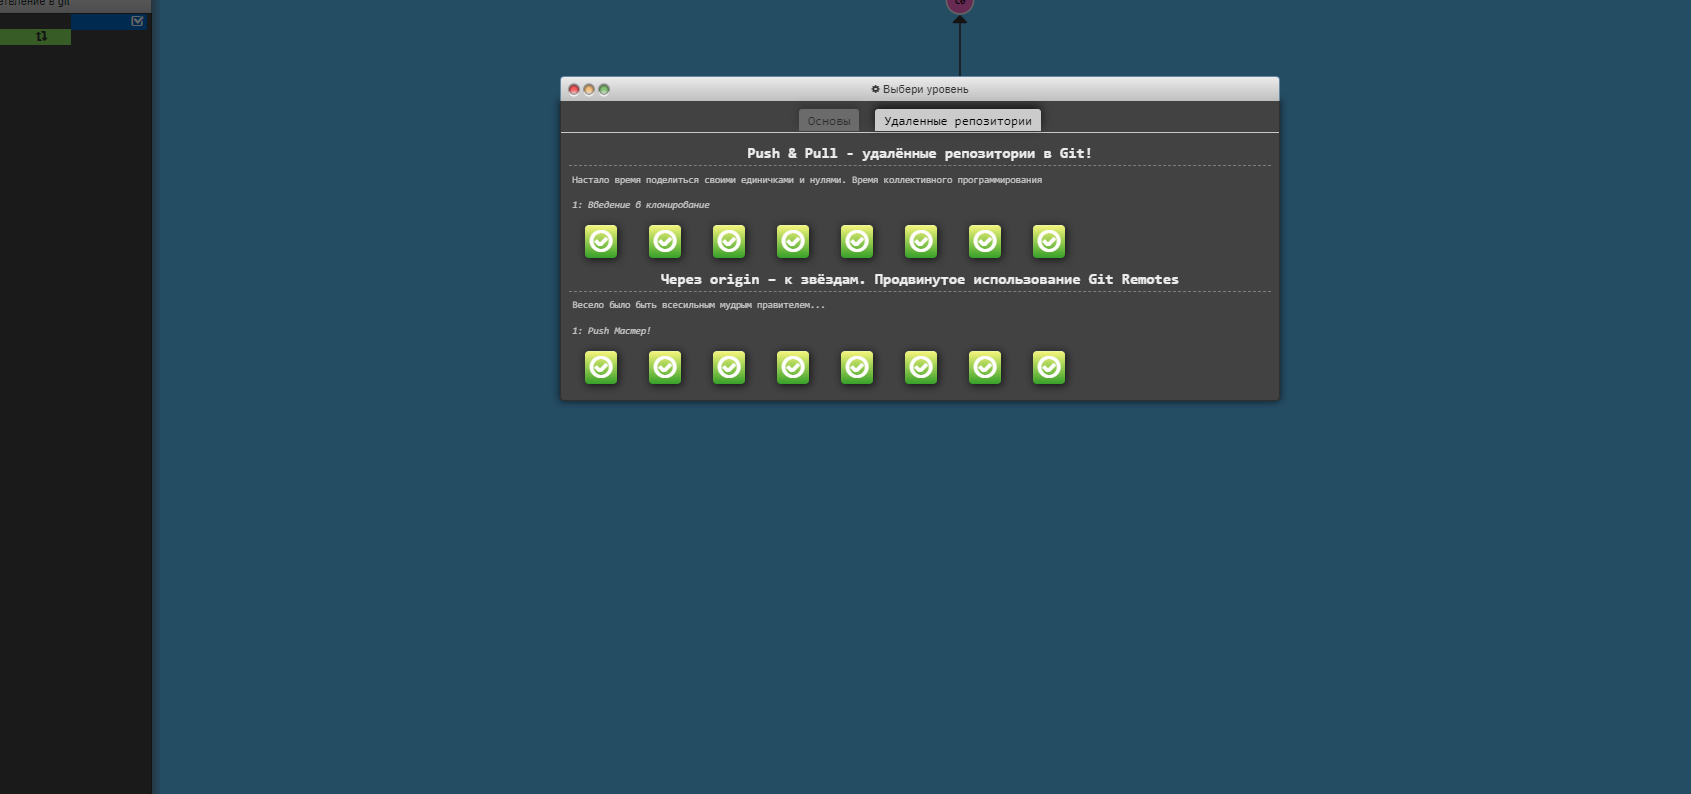 в git
C0
Выбери уровень
Основы
Удаленные репозитории
Push & Pull - удалённые репозитории в Git!
Настало время поделиться своими единичками и нулями. Время коллективного программирования
1: Введение в клонирование
Через origin – к звёздам. Продвинутое использование Git Remotes
Весело было быть всесильным мудрым правителем...
1: Push Мастер!